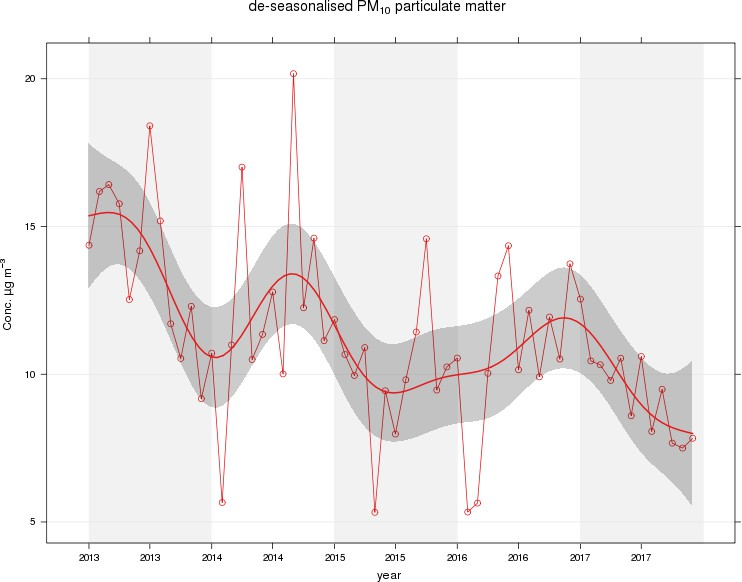 de-seasonalised PM₁₀ particulate matter
20
15
10
5
Conc. µg m⁻³
2013 2013 2014 2014 2015 2015 2016 2016 2017 2017
year